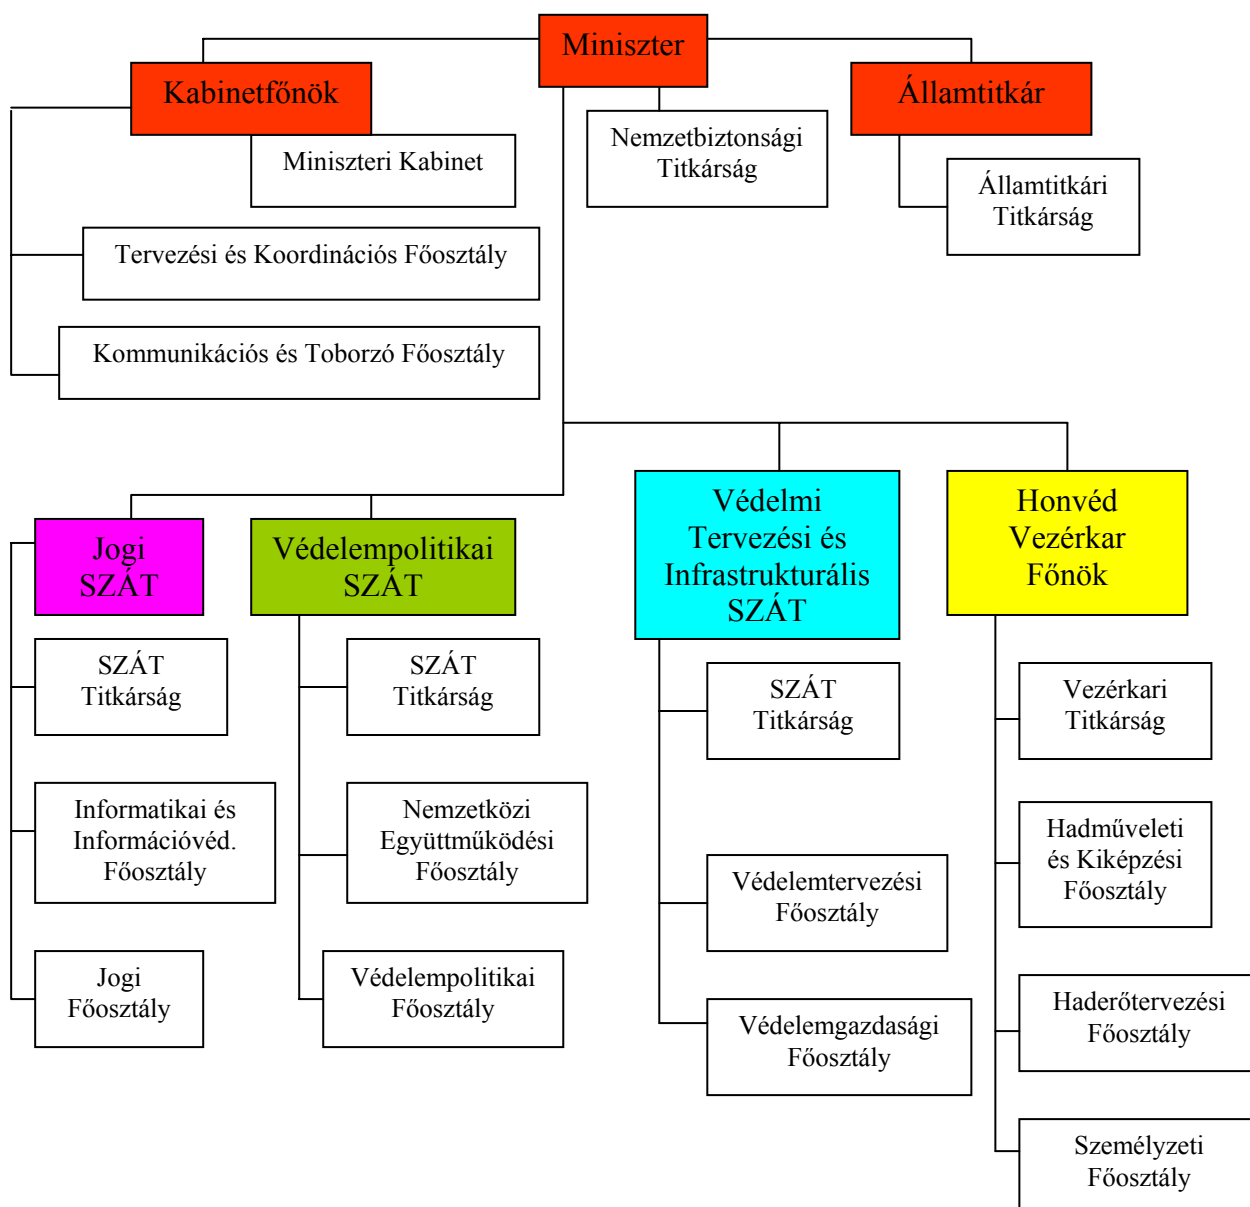 Miniszter
Kabinetfőnök
Államtitkár
Miniszteri Kabinet
Nemzetbiztonsági
Titkárság
Államtitkári
Titkárság
Tervezési és Koordinációs Főosztály
Kommunikációs és Toborzó Főosztály
Jogi
SZÁT
Védelempolitikai
SZÁT
Védelmi
Tervezési és
Infrastrukturális
SZÁT
Honvéd
Vezérkar
Főnök
SZÁT
Titkárság
Informatikai és
Információvéd.
Főosztály
Jogi
Főosztály
SZÁT
Titkárság
Nemzetközi
Együttműködési
Főosztály
Védelempolitikai
Főosztály
SZÁT
Titkárság
Védelemtervezési
Főosztály
Védelemgazdasági
Főosztály
Vezérkari
Titkárság
Hadműveleti
és Kiképzési
Főosztály
Haderőtervezési
Főosztály
Személyzeti
Főosztály